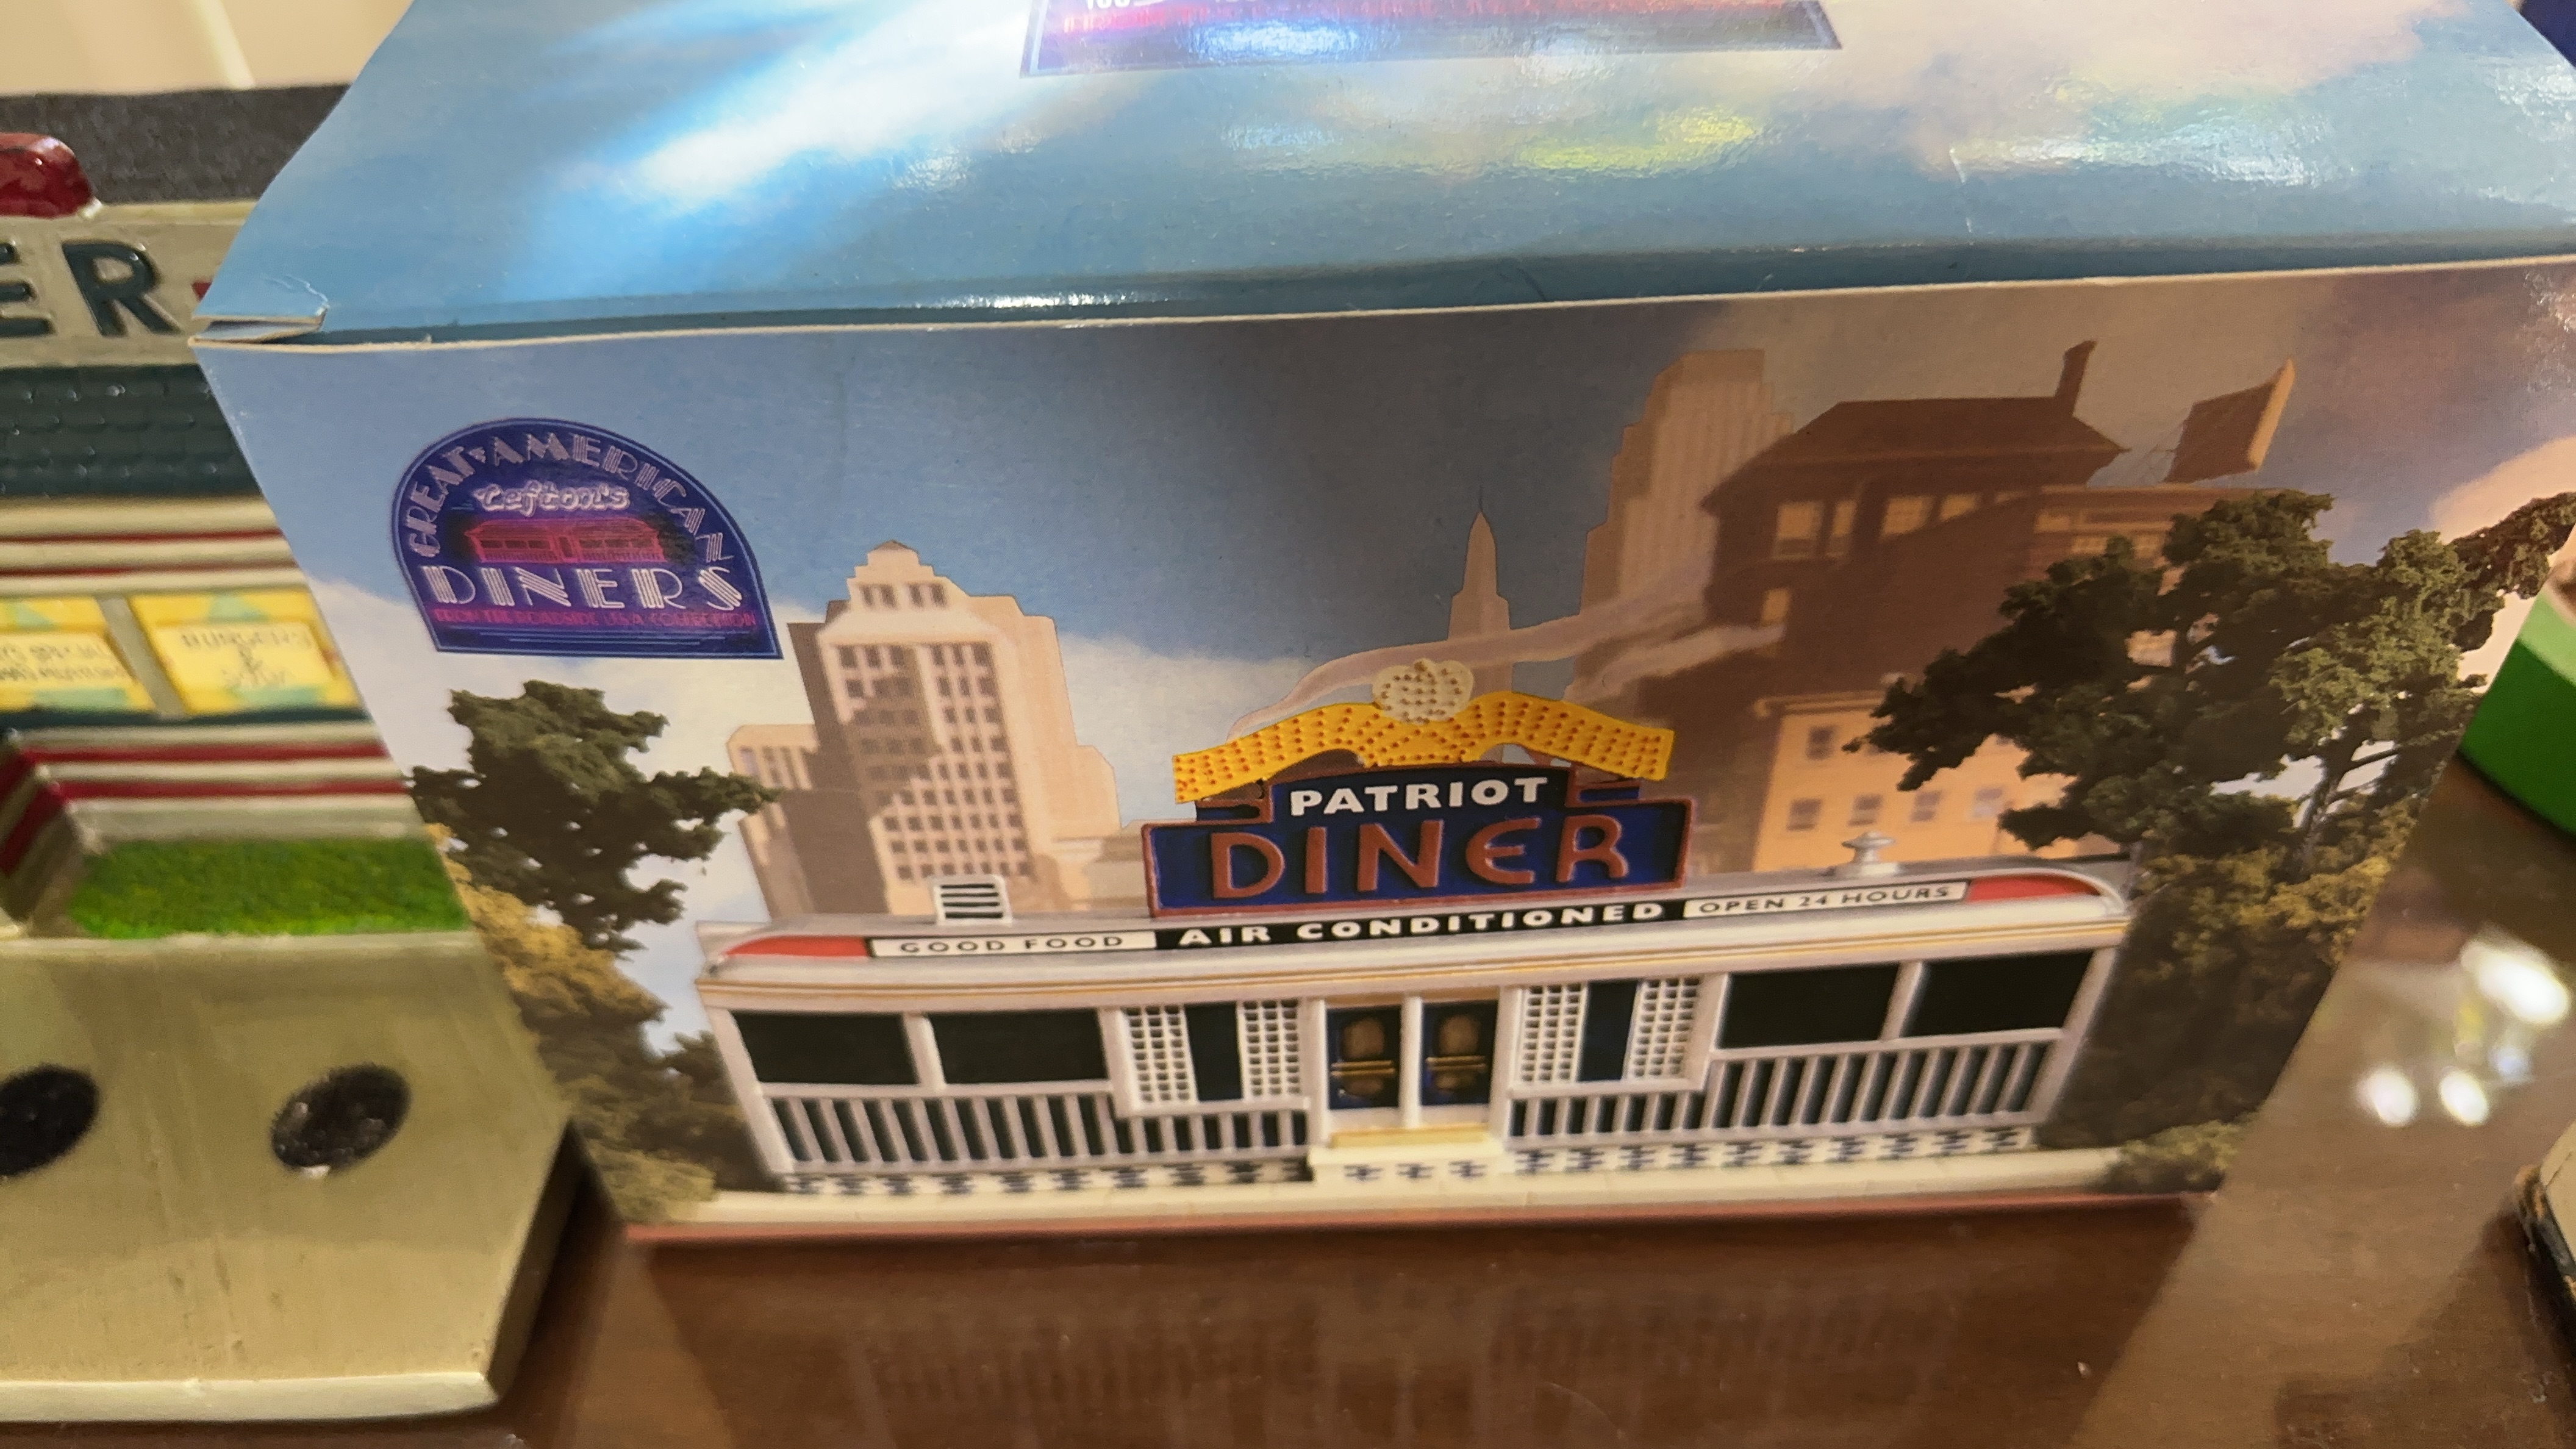 ER
GREAT AMERICAN
Lefton's
DINERS
FROM THE ROADSIDE USA COLLECTION
BURGERS
&
PATRIOT
DINER
GOOD FOOD AIR CONDITIONED OPEN 24 HOURS